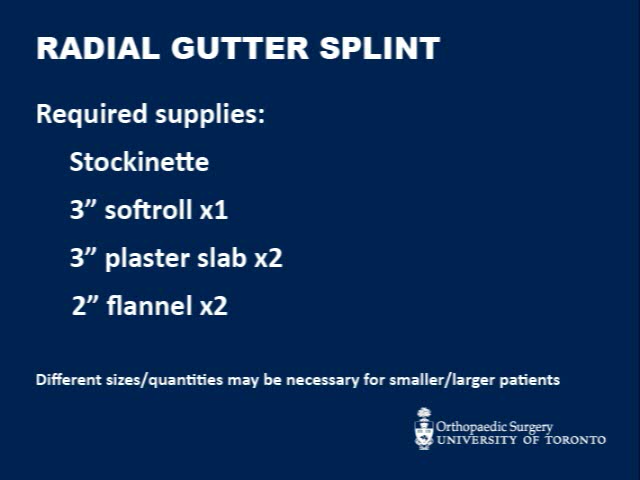 RADIAL GUTTER SPLINT
Required supplies:
Stockinette
3” softroll x1
3” plaster slab x2
2” flannel x2
Different sizes/quantities may be necessary for smaller/larger patients
Orthopaedic Surgery
UNIVERSITY OF TORONTO